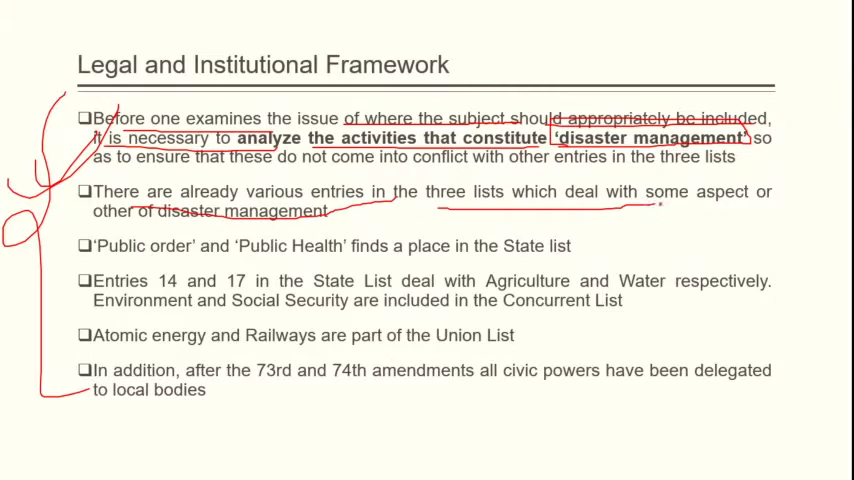 Legal and Institutional Framework
❑Before one examines the issue of where the subject should appropriately be included,
it is necessary to analyze the activities that constitute ‘disaster management’ so
as to ensure that these do not come into conflict with other entries in the three lists
❑There are already various entries in the three lists which deal with some aspect or
other of disaster management
❑‘Public order’ and ‘Public Health’ finds a place in the State list
❑Entries 14 and 17 in the State List deal with Agriculture and Water respectively.
Environment and Social Security are included in the Concurrent List
❑Atomic energy and Railways are part of the Union List
❑In addition, after the 73rd and 74th amendments all civic powers have been delegated
to local bodies